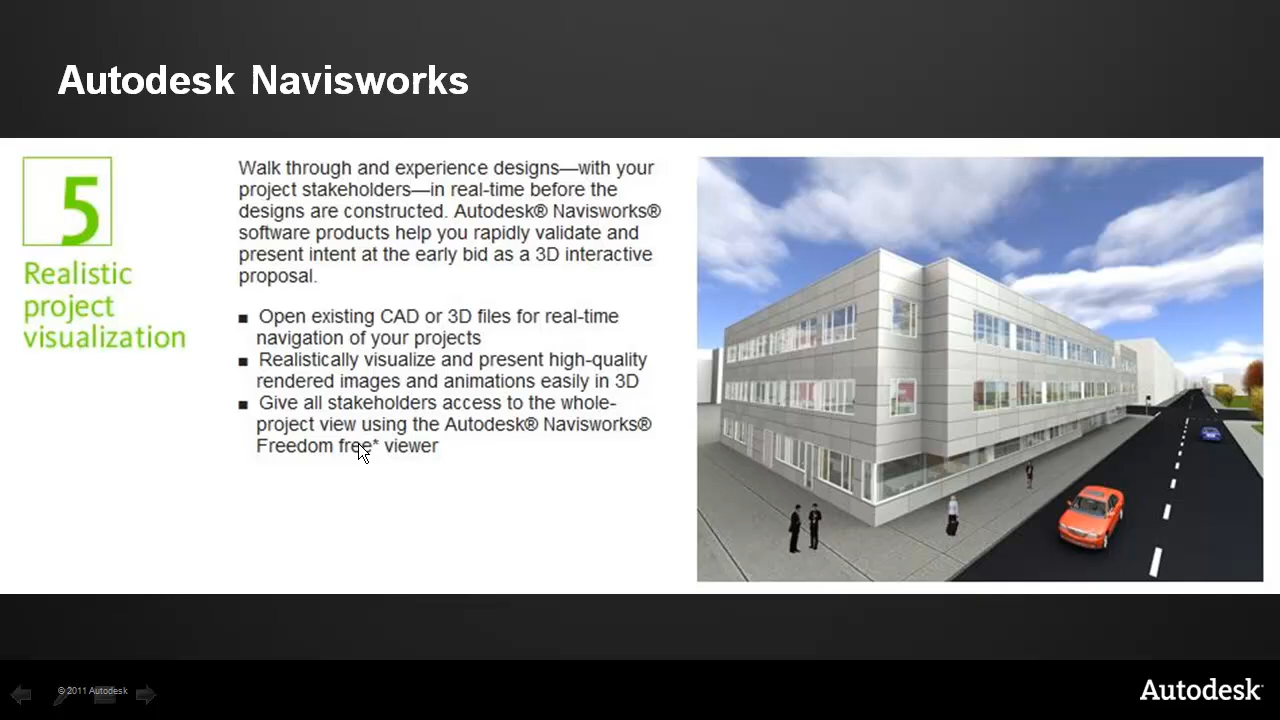 Autodesk Navisworks
5
Realistic
project
visualization
Walk through and experience designs—with your
project stakeholders—in real-time before the
designs are constructed. Autodesk® Navisworks®
software products help you rapidly validate and
present intent at the early bid as a 3D interactive
proposal.
■ Open existing CAD or 3D files for real-time
navigation of your projects
■ Realistically visualize and present high-quality
rendered images and animations easily in 3D
■ Give all stakeholders access to the whole-
project view using the Autodesk® Navisworks®
Freedom free* viewer
© 2011 Autodesk
Autodesk